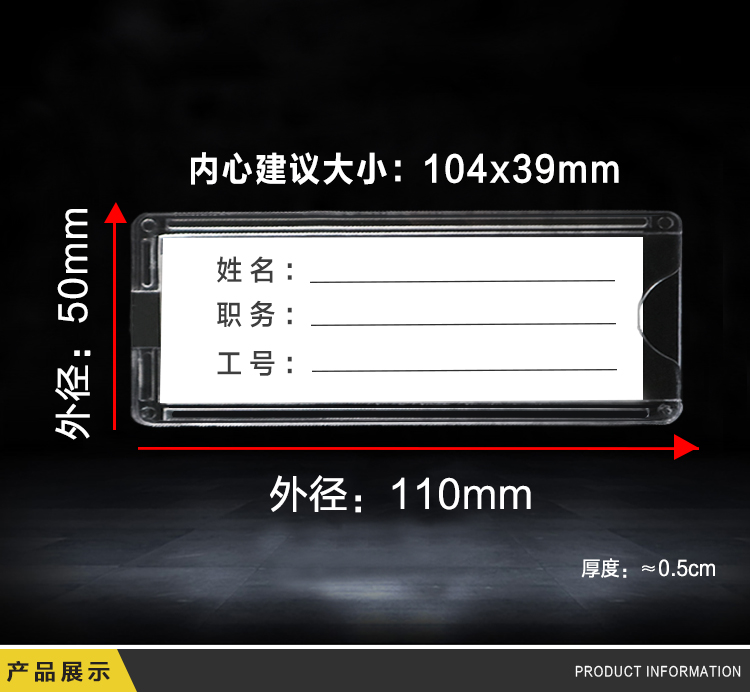 内心建议大小：104x39mm
外径：50mm
姓名：
职务：
工号：
外径：110mm
厚度：≈0.5cm
产品展示
PRODUCT INFORMATION